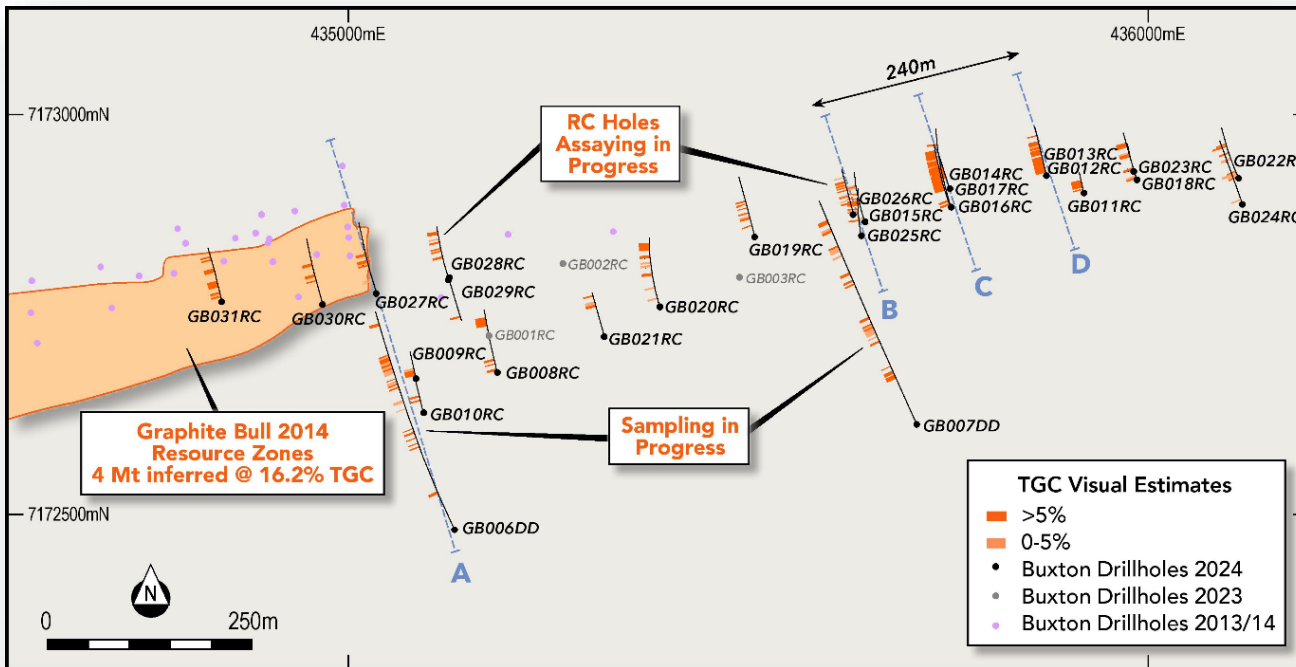 435000mE
436000mE
7173000mN
7172500mN
240m
RC Holes
Assaying in
Progress
GB013RC
GB012RC
GB023RC
GB018RC
GB022R
GB014RC
GB017RC
GB016RC
GB011RC
GB024RC
GB026RC
GB015RC
GB025RC
GB019RC
GB028RC
GB029RC
GB002RC
GB003RC
GB031RC
GB030RC
GB027RC
GB020RC
GB001RC
GB021RC
GB009RC
GB008RC
GB010RC
GB007DD
GB006DD
A
B
C
D
Graphite Bull 2014
Resource Zones
4 Mt inferred @ 16.2% TGC
Sampling in
Progress
TGC Visual Estimates
>5%
0-5%
Buxton Drillholes 2024
Buxton Drillholes 2023
Buxton Drillholes 2013/14
N
0 250m